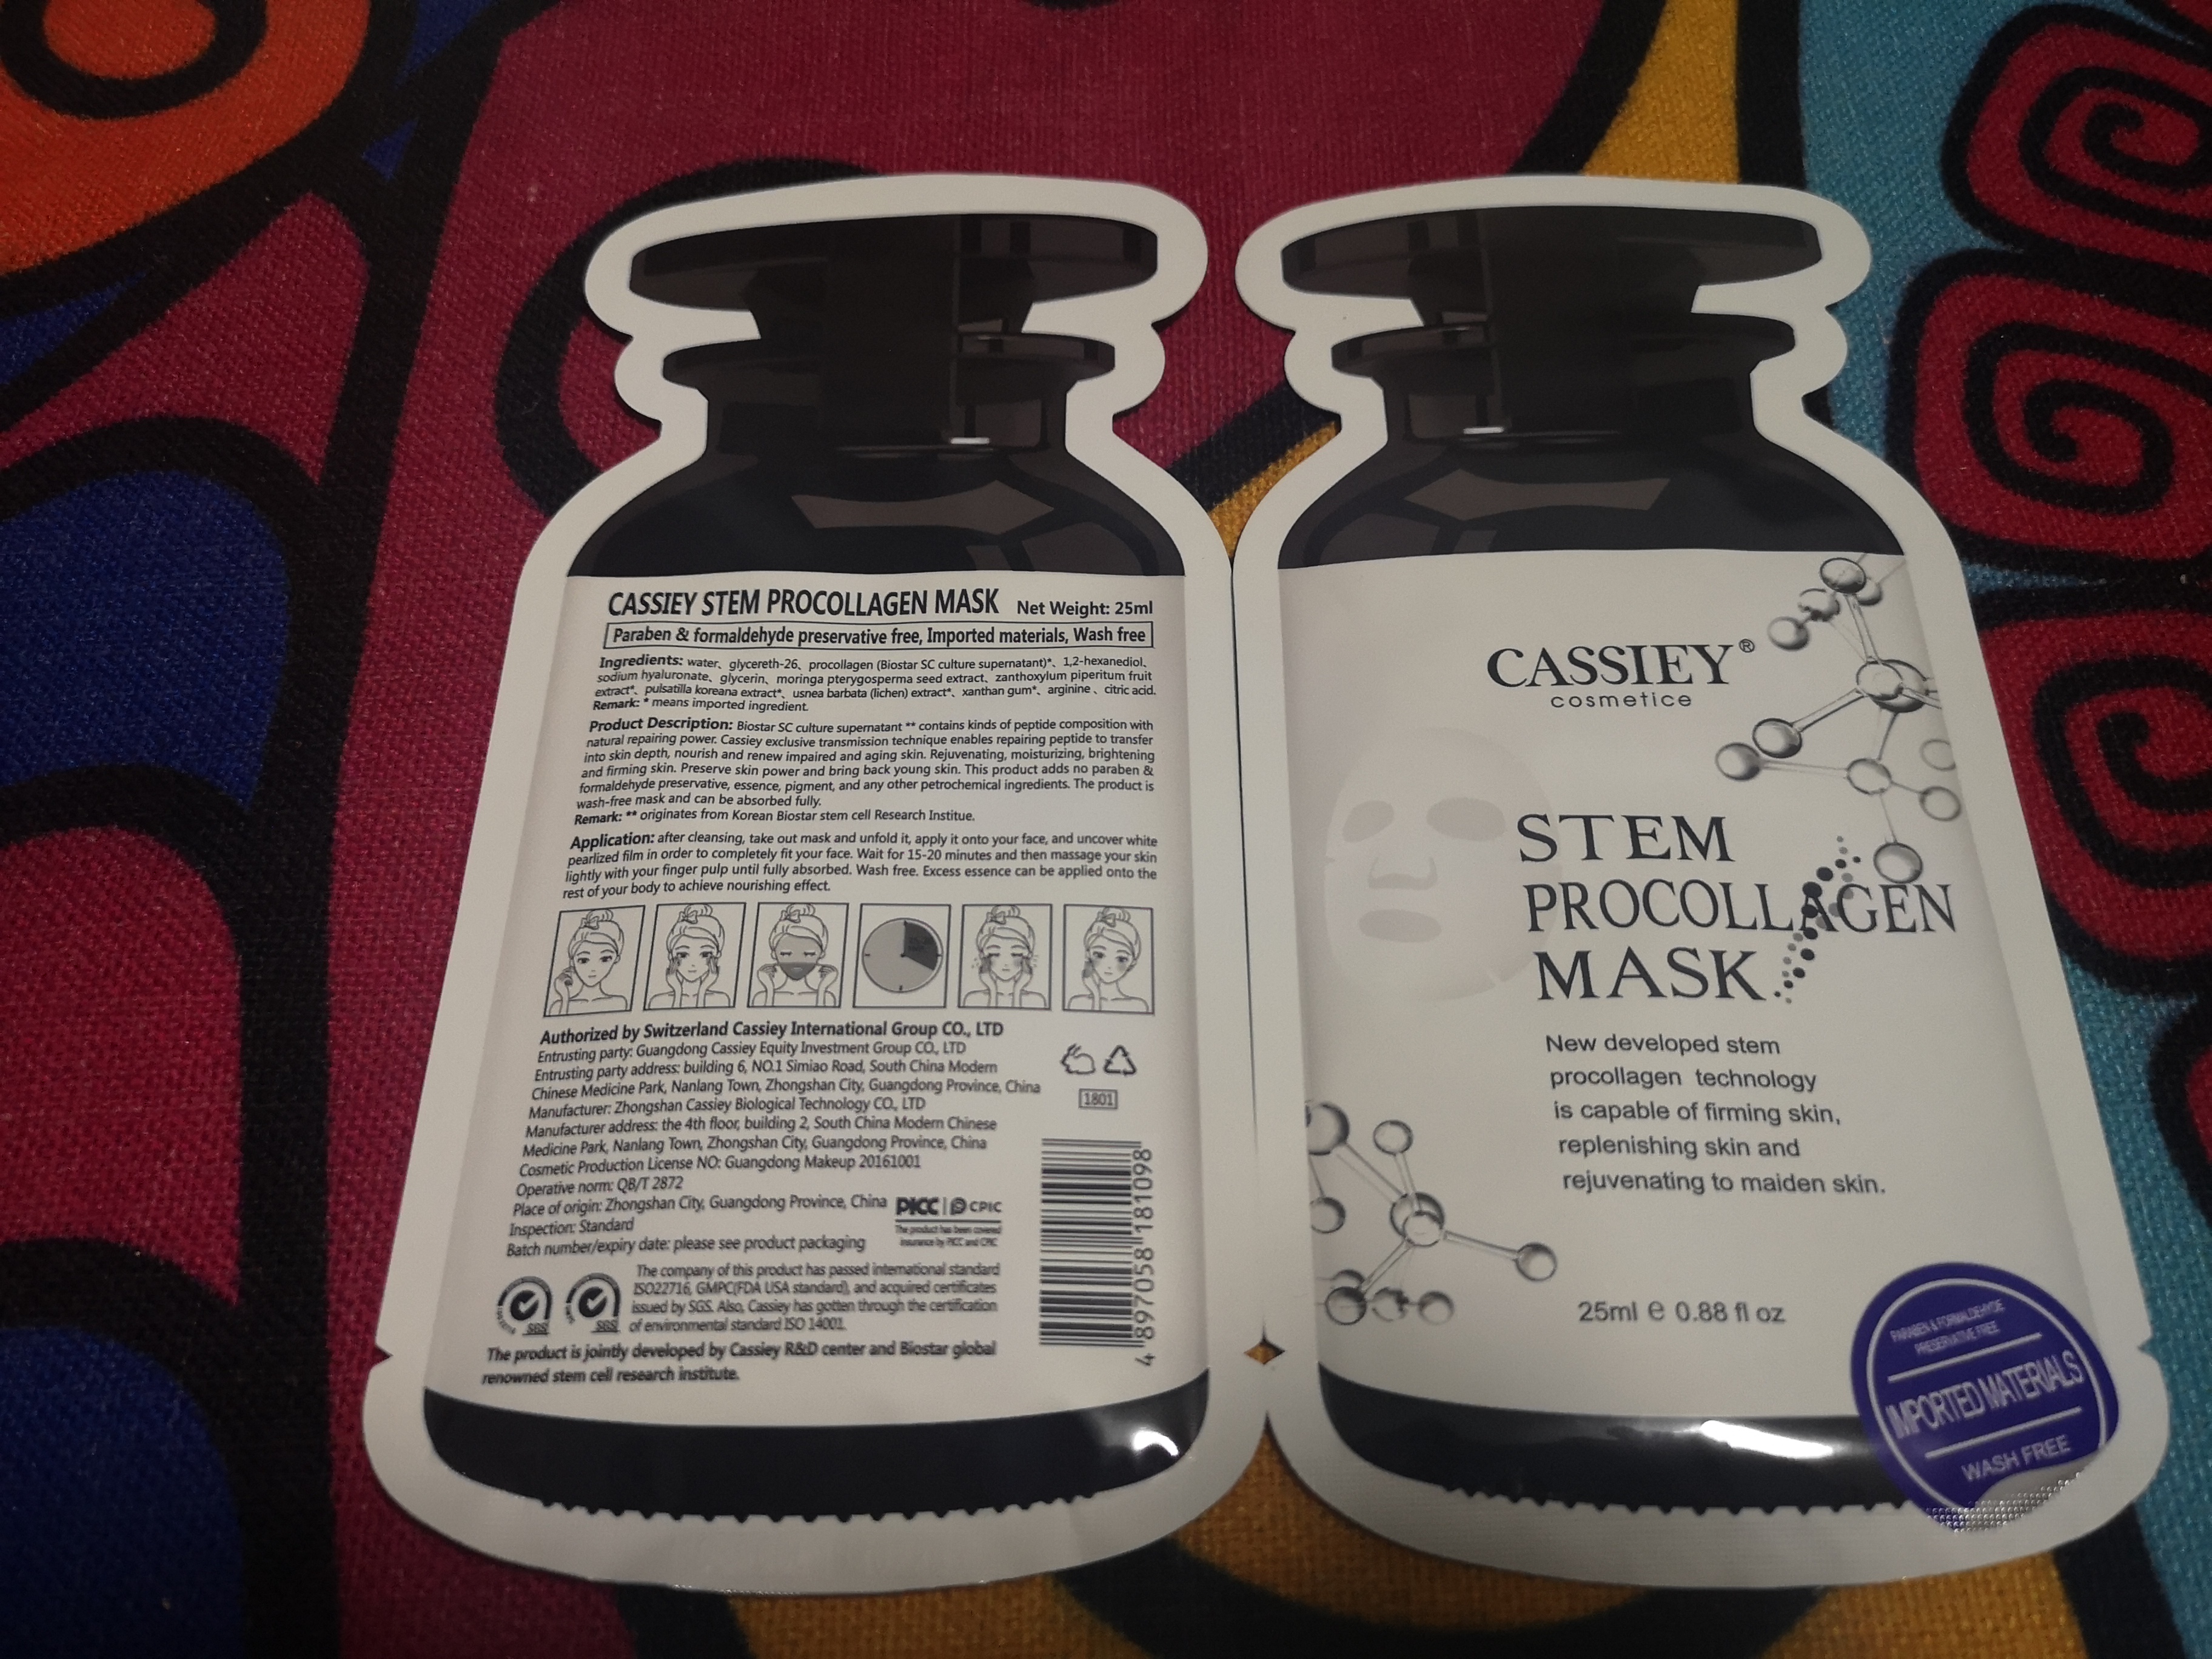 CASSIEY STEM PROCOLLAGEN MASK Net Weight: 25ml
Paraben & formaldehyde preservative free, Imported materials, Wash free
Ingredients: water、glycereth-26、procollagen (Biostar SC culture supernatant)*、1,2-hexanediol、
sodium hyaluronate、glycerin、moringa pterygosperma seed extract、zanthoxylum piperitum fruit
extract*、pulsatilla koreana extract*、usnea barbata (lichen) extract*、xanthan gum*、arginine、citric acid.
Remark: * means imported ingredient.
Product Description: Biostar SC culture supernatant ** contains kinds of peptide composition with
natural repairing power. Cassiey exclusive transmission technique enables repairing peptide to transfer
into skin depth, nourish and renew impaired and aging skin. Rejuvenating, moisturizing, brightening
and firming skin. Preserve skin power and bring back young skin. This product adds no paraben &
formaldehyde preservative, essence, pigment, and any other petrochemical ingredients. The product is
wash-free mask and can be absorbed fully.
Remark: ** originates from Korean Biostar stem cell Research Institue.
Application: after cleansing, take out mask and unfold it, apply it onto your face, and uncover white
pearlized film in order to completely fit your face. Wait for 15-20 minutes and then massage your skin
lightly with your finger pulp until fully absorbed. Wash free. Excess essence can be applied onto the
rest of your body to achieve nourishing effect.
Authorized by Switzerland Cassiey International Group CO., LTD
Entrusting party: Guangdong Cassiey Equity Investment Group CO., LTD
Entrusting party address: building 6, NO.1 Simiao Road, South China Modern
Chinese Medicine Park, Nanlang Town, Zhongshan City, Guangdong Province, China
Manufacturer: Zhongshan Cassiey Biological Technology CO., LTD
Manufacturer address: the 4th floor, building 2, South China Modern Chinese
Medicine Park, Nanlang Town, Zhongshan City, Guangdong Province, China
Cosmetic Production License NO: Guangdong Makeup 20161001
Operative norm: QB/T 2872
Place of origin: Zhongshan City, Guangdong Province, China
Inspection: Standard
Batch number/expiry date: please see product packaging
1801
PICC CPIC
The product has been covered
insurance by PICC and CPIC
SGS SGS
The company of this product has passed international standard
ISO22716, GMPC(FDA USA standard), and acquired certificates
issued by SGS. Also, Cassiey has gotten through the certification
of environmental standard ISO 14001.
The product is jointly developed by Cassiey R&D center and Biostar global
renowned stem cell research institute.
4 897058 181098
CASSIEY®
cosmetice
STEM
PROCOLLAGEN
MASK
New developed stem
procollagen technology
is capable of firming skin,
replenishing skin and
rejuvenating to maiden skin.
25ml ℮ 0.88 fl oz
PARABEN & FORMALDEHYDE
PRESERVATIVE FREE
IMPORTED MATERIALS
WASH FREE